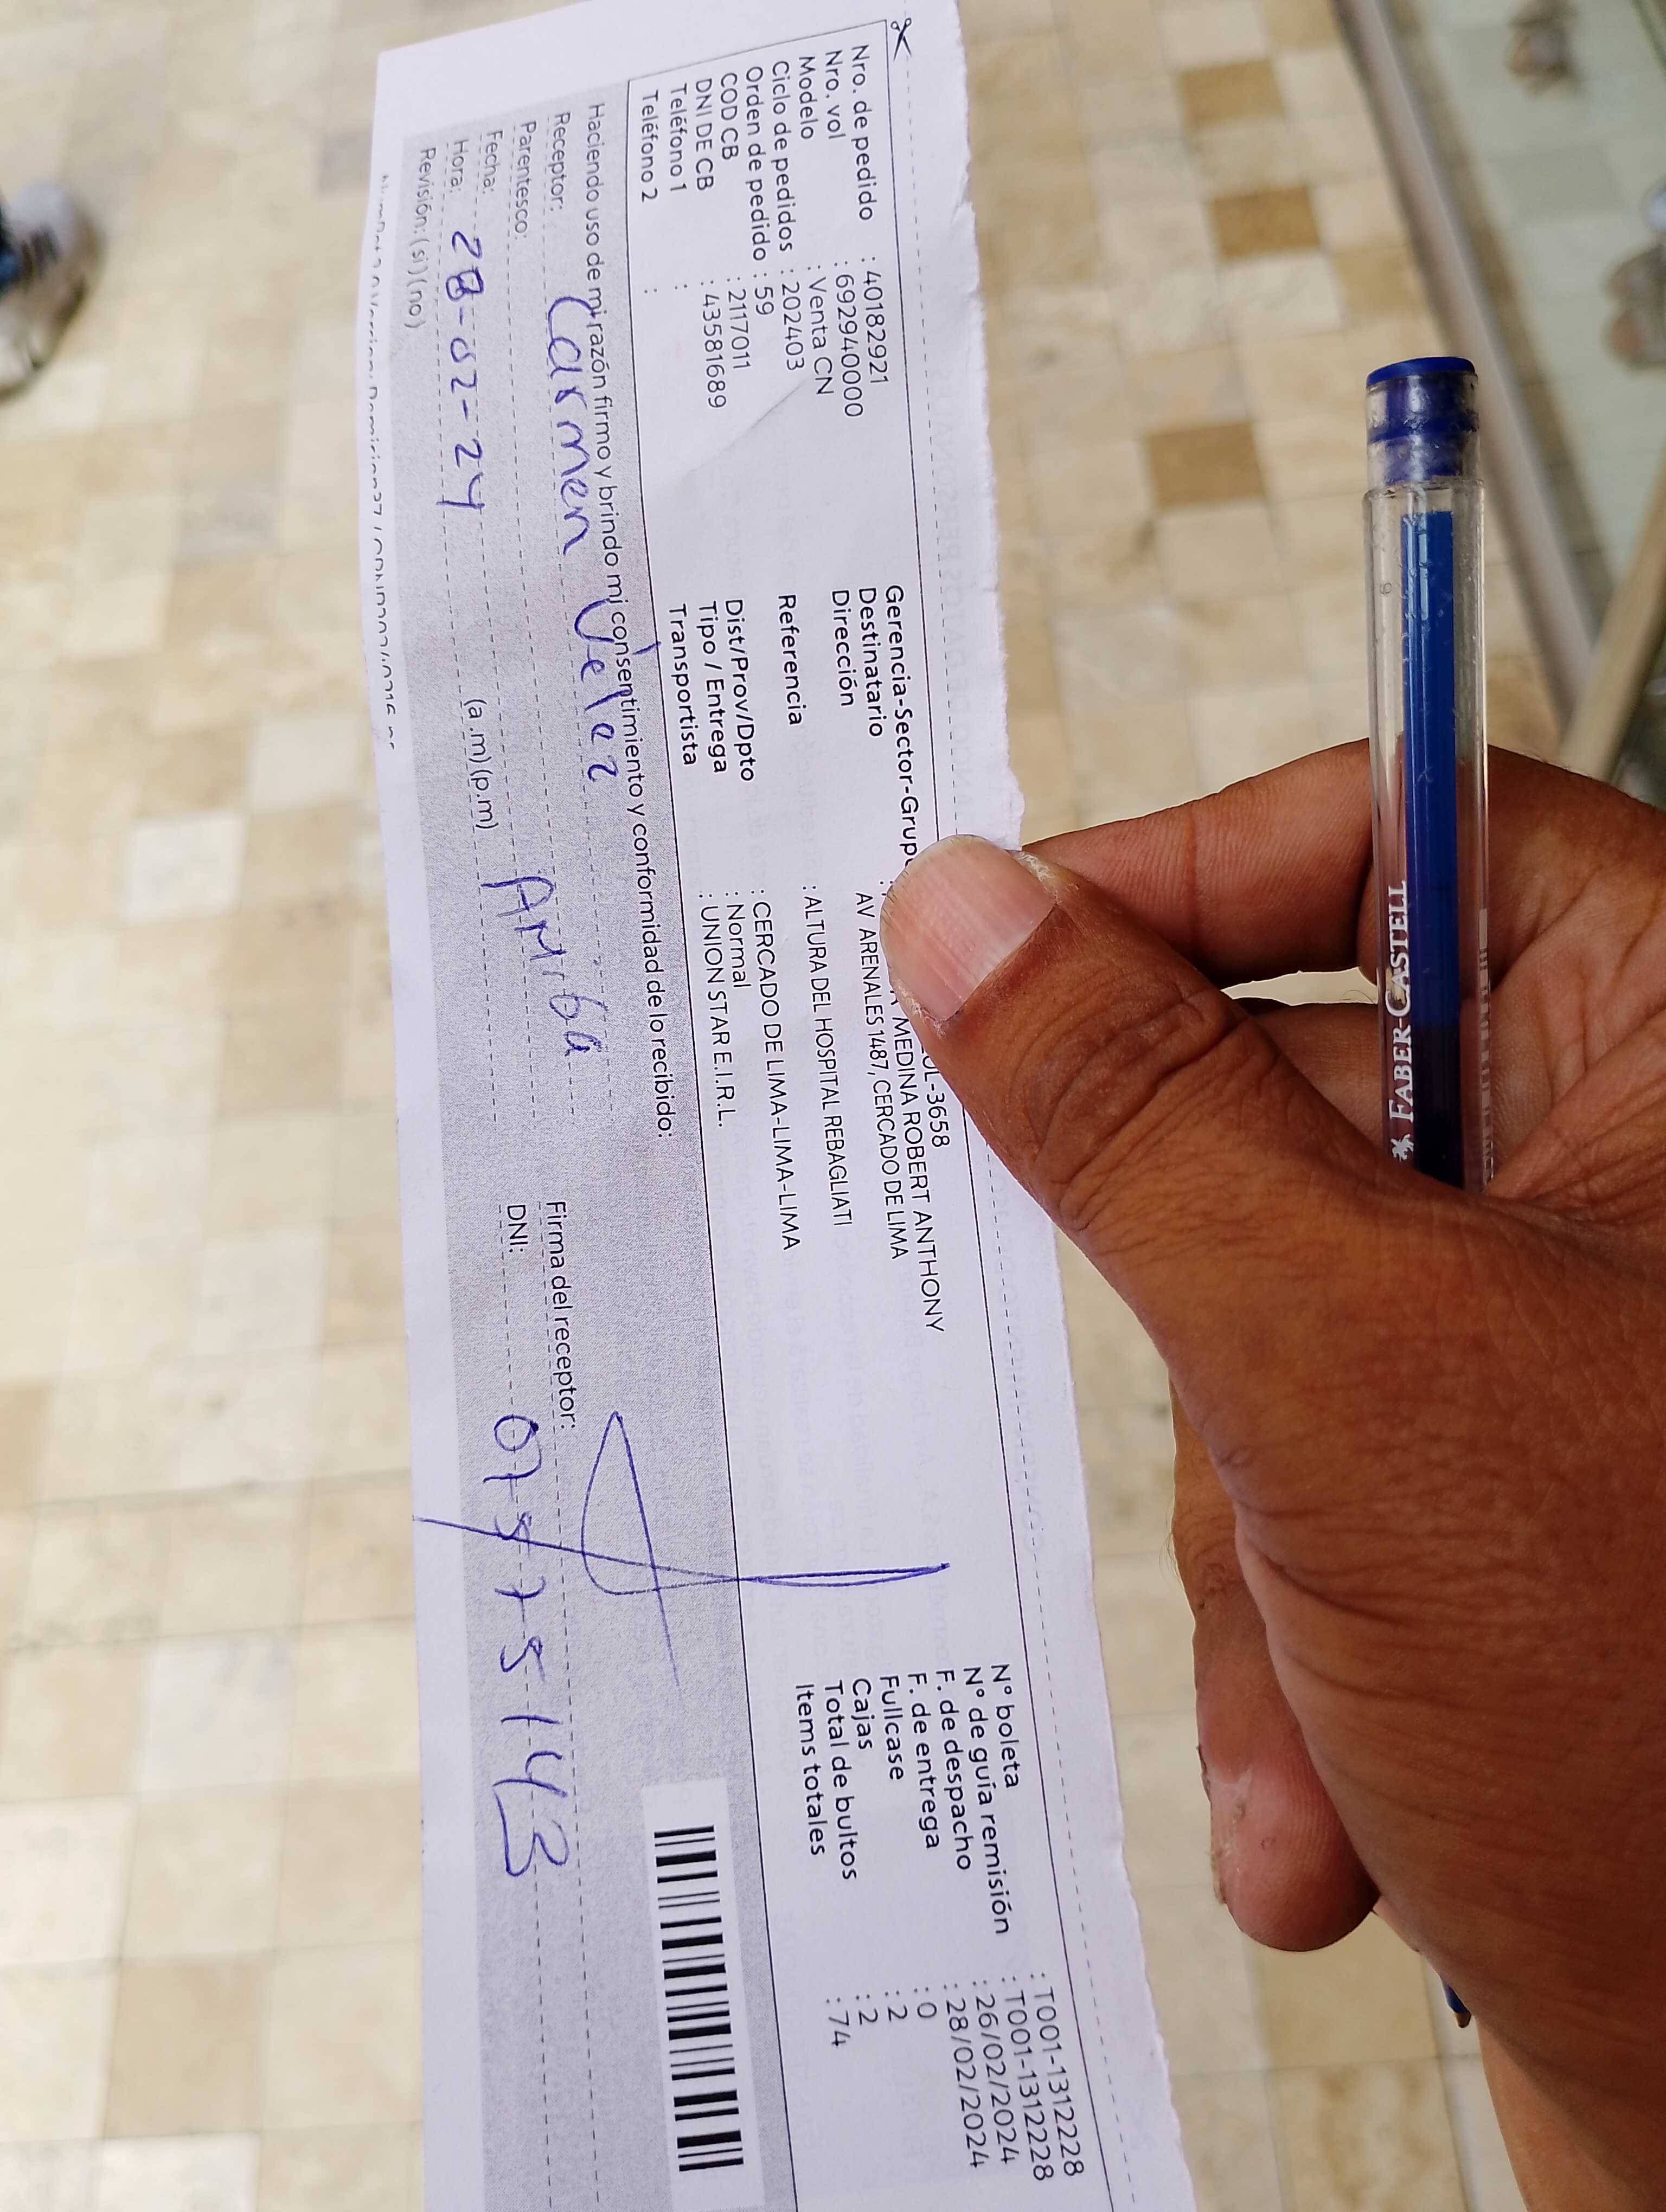 Nro. de pedido : 40182921
Nro. vol : 692940000
Modelo : Venta CN
Ciclo de pedidos : 202403
Orden de pedido : 59
COD CB : 2117011
DNI DE CB : 43581689
Teléfono 1 :
Teléfono 2 :
Gerencia-Sector-Grup OL-3658
Destinatario : MEDINA ROBERT ANTHONY
Dirección AV ARENALES 1487, CERCADO DE LIMA
Referencia : ALTURA DEL HOSPITAL REBAGLIATI
Dist/Prov/Dpto : CERCADO DE LIMA-LIMA-LIMA
Tipo / Entrega : Normal
Transportista : UNION STAR E.I.R.L.
N° boleta : T001-1312228
N° de guía remisión : T001-1312228
F. de despacho : 26/02/2024
F. de entrega : 28/02/2024
Fullcase : 0
Cajas : 2
Total de bultos : 2
Items totales : 74
Haciendo uso de mi razón firmo y brindo mi consentimiento y conformidad de lo recibido:
Receptor: Carmen Velaz
Parentesco: Amiga
Fecha: 28-02-24
Hora: (a.m) (p.m)
Revisión: (si) (no)
Firma del receptor:
DNI:
FABER-CASTELL